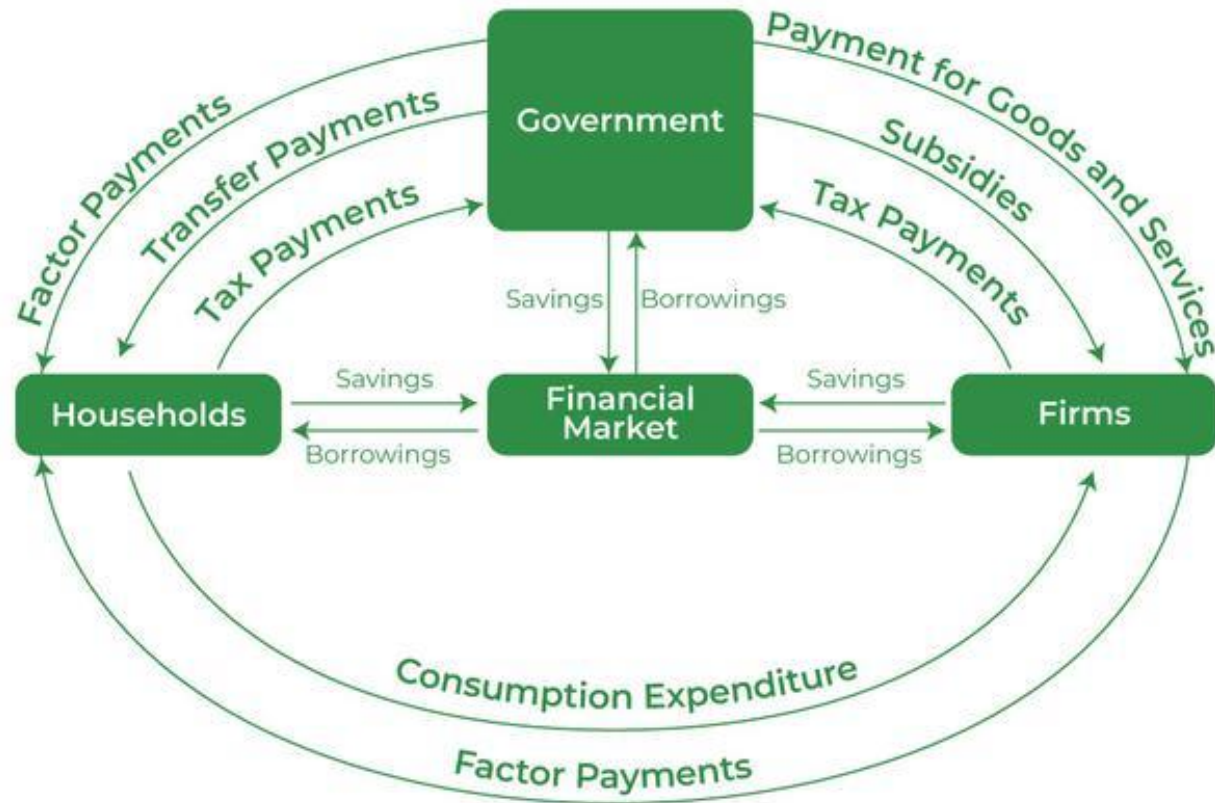 Payment for Goods and Services
Factor Payments
Transfer Payments
Tax Payments
Government
Subsidies
Tax Payments
Savings
Borrowings
Households
Savings
Borrowings
Financial
Market
Savings
Borrowings
Firms
Consumption Expenditure
Factor Payments